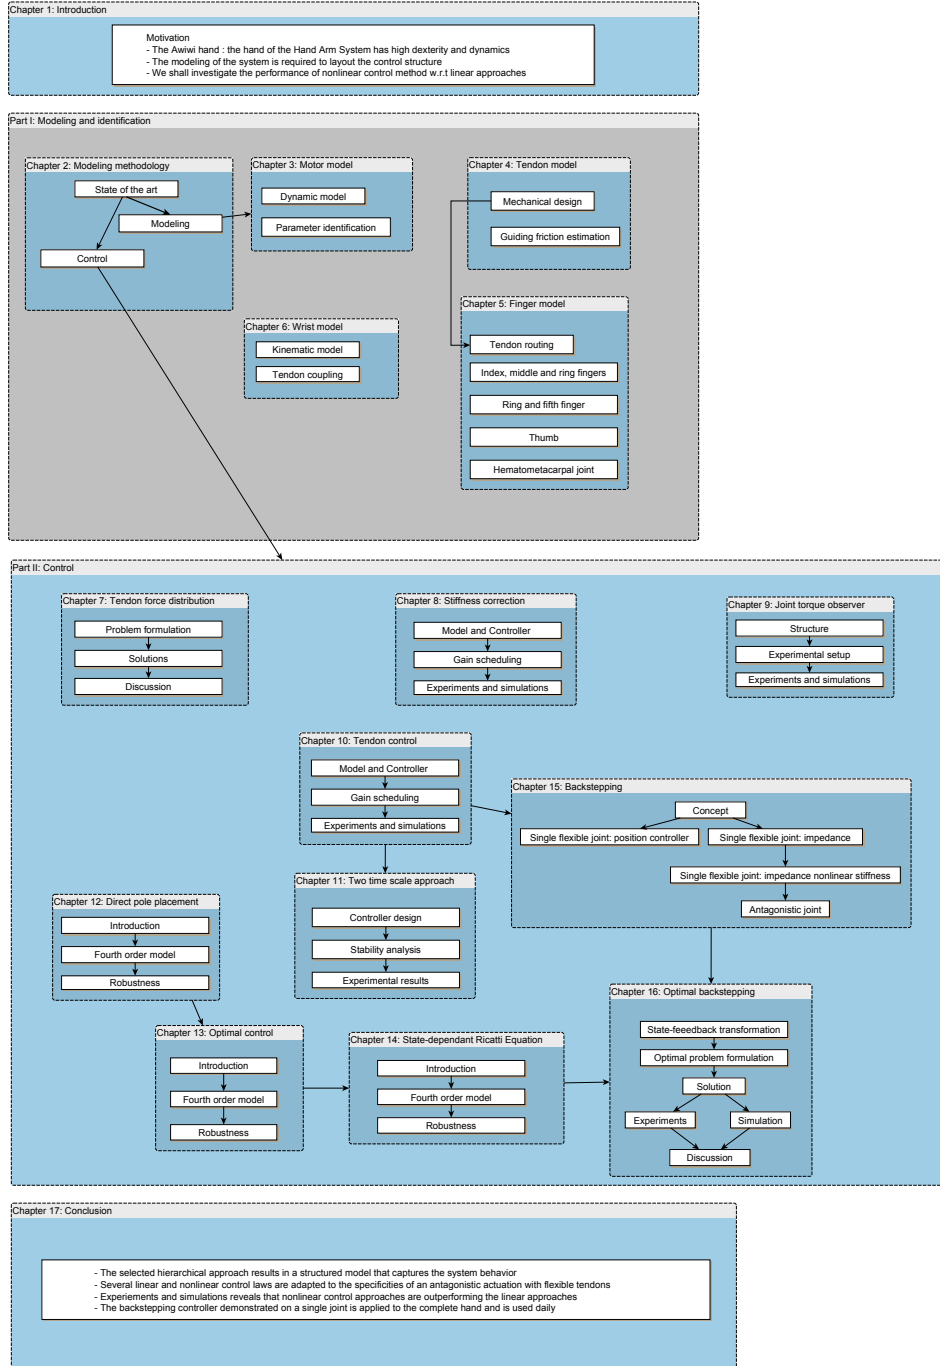 Chapter 1: Introduction
Motivation
- The Awiwi hand : the hand of the Hand Arm System has high dexterity and dynamics
- The modeling of the system is required to layout the control structure
- We shall investigate the performance of nonlinear control method w.r.t linear approaches
Part I: Modeling and identification
Chapter 2: Modeling methodology
State of the art
Modeling
Control
Chapter 3: Motor model
Dynamic model
Parameter identification
Chapter 4: Tendon model
Mechanical design
Guiding friction estimation
Chapter 6: Wrist model
Kinematic model
Tendon coupling
Chapter 5: Finger model
Tendon routing
Index, middle and ring fingers
Ring and fifth finger
Thumb
Hematometacarpal joint
Part II: Control
Chapter 7: Tendon force distribution
Problem formulation
Solutions
Discussion
Chapter 8: Stiffness correction
Model and Controller
Gain scheduling
Experiments and simulations
Chapter 9: Joint torque observer
Structure
Experimental setup
Experiments and simulations
Chapter 10: Tendon control
Model and Controller
Gain scheduling
Experiments and simulations
Chapter 15: Backstepping
Concept
Single flexible joint: position controller
Single flexible joint: impedance
Single flexible joint: impedance nonlinear stiffness
Antagonistic joint
Chapter 11: Two time scale approach
Controller design
Stability analysis
Experimental results
Chapter 12: Direct pole placement
Introduction
Fourth order model
Robustness
Chapter 13: Optimal control
Introduction
Fourth order model
Robustness
Chapter 14: State-dependant Ricatti Equation
Introduction
Fourth order model
Robustness
Chapter 16: Optimal backstepping
State-feeedback transformation
Optimal problem formulation
Solution
Experiments
Simulation
Discussion
Chapter 17: Conclusion
- The selected hierarchical approach results in a structured model that captures the system behavior
- Several linear and nonlinear control laws are adapted to the specificities of an antagonistic actuation with flexible tendons
- Experiements and simulations reveals that nonlinear control approaches are outperforming the linear approaches
- The backstepping controller demonstrated on a single joint is applied to the complete hand and is used daily